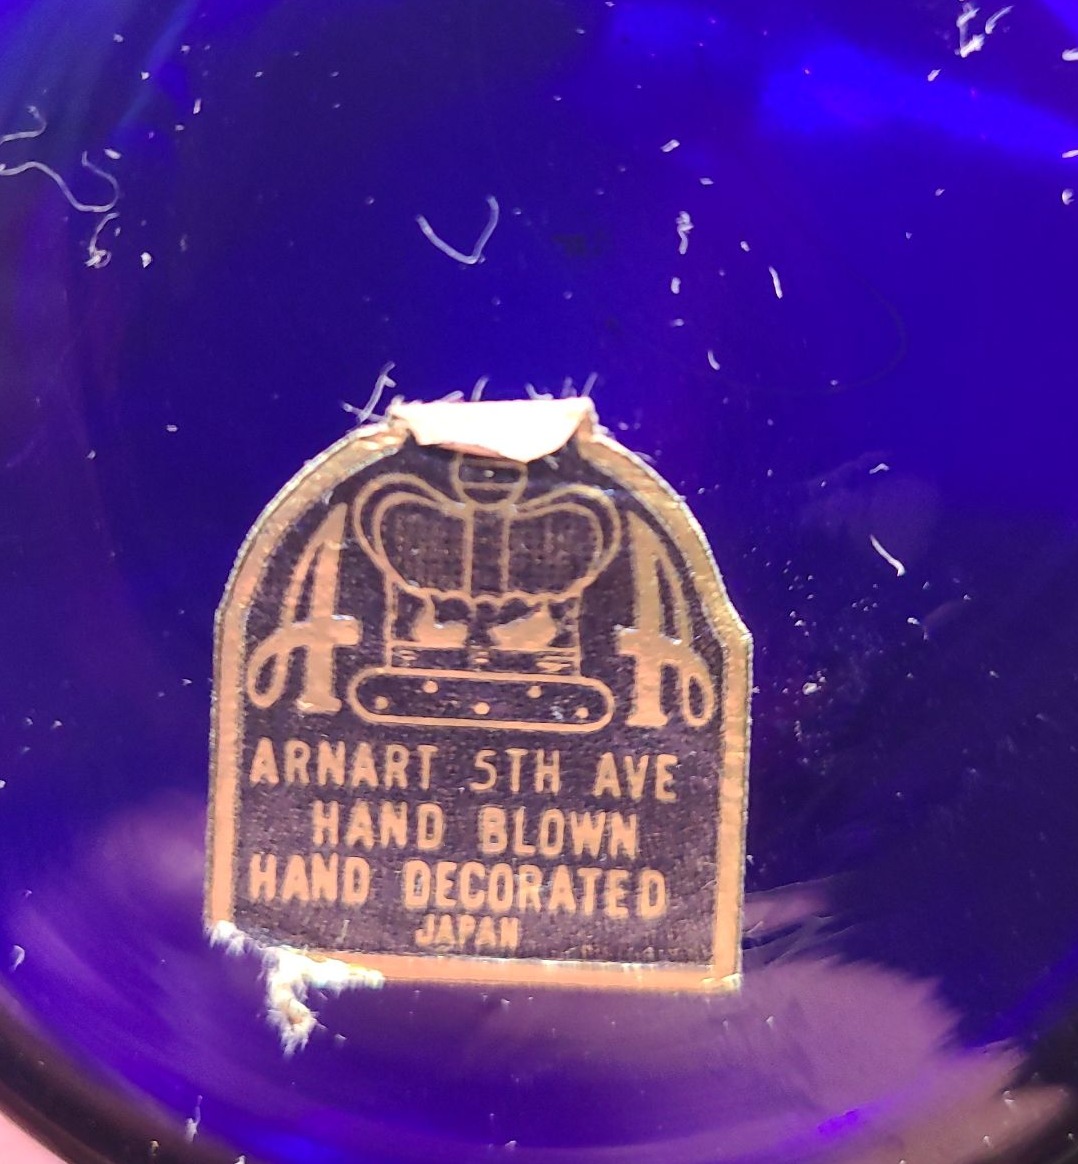 A A
ARNART 5TH AVE
HAND BLOWN
HAND DECORATED
JAPAN